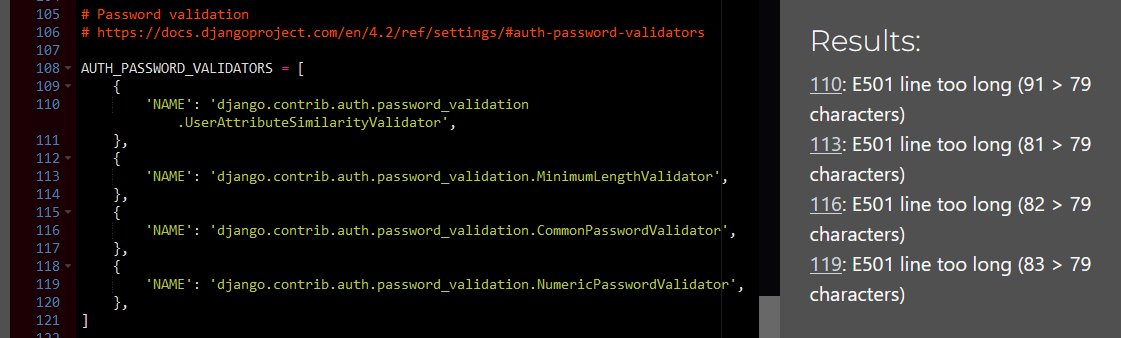 105 # Password validation
106 # https://docs.djangoproject.com/en/4.2/ref/settings/#auth-password-validators
107
108 AUTH_PASSWORD_VALIDATORS = [
109 {
110 'NAME': 'django.contrib.auth.password_validation
.UserAttributeSimilarityValidator',
111 },
112 {
113 'NAME': 'django.contrib.auth.password_validation.MinimumLengthValidator',
114 },
115 {
116 'NAME': 'django.contrib.auth.password_validation.CommonPasswordValidator',
117 },
118 {
119 'NAME': 'django.contrib.auth.password_validation.NumericPasswordValidator',
120 },
121 ]
Results:
110: E501 line too long (91 > 79
characters)
113: E501 line too long (81 > 79
characters)
116: E501 line too long (82 > 79
characters)
119: E501 line too long (83 > 79
characters)